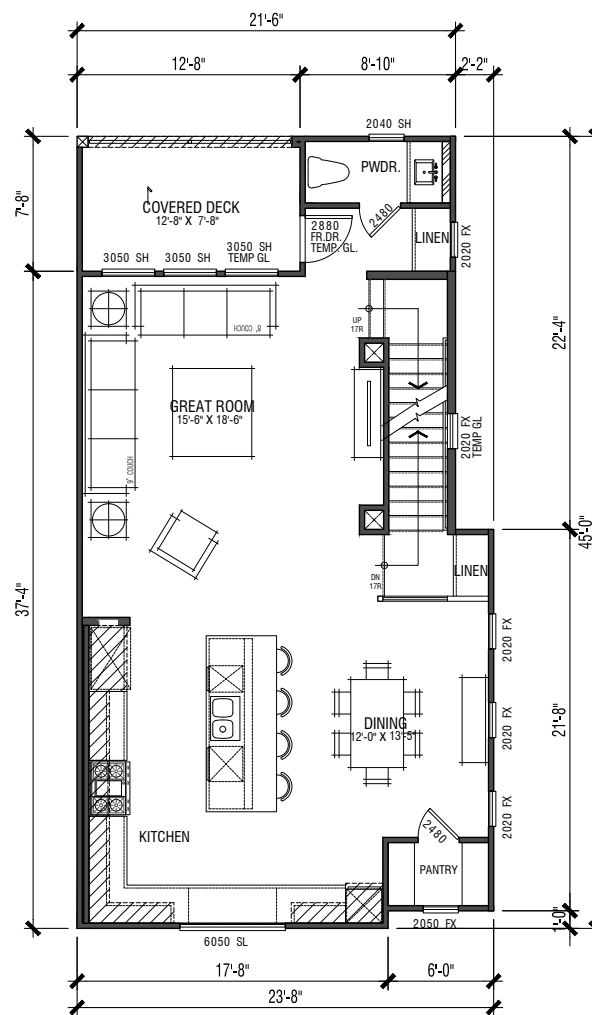 21'-6"
12'-8"
8'-10"
2'-2"
2040 SH
PWDR.
7'-8"
COVERED DECK
12'-8" X 7'-8"
2480
2880
FR.DR.
TEMP. GL.
LINEN
2020 FX
3050 SH
3050 SH
3050 SH
TEMP GL
8' COUCH
UP
17R
22'-4"
GREAT ROOM
15'-6" X 18'-6"
2020 FX
TEMP GL
9' COUCH
45'-0"
DN
17R.
LINEN
37'-4"
2020 FX
DINING
12'-0" X 13'-5"
2020 FX
21'-8"
2020 FX
2480
KITCHEN
PANTRY
6050 SL
2050 FX
1'-0"
17'-8"
6'-0"
23'-8"